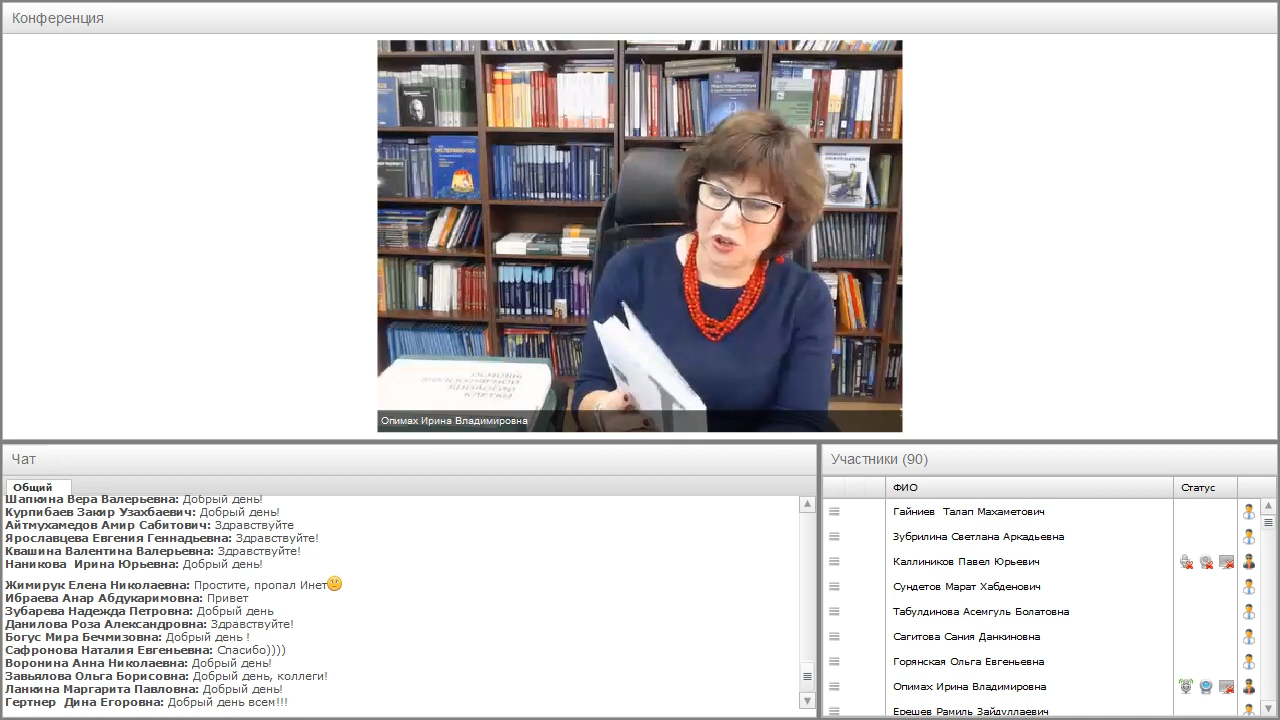 Конференция
Опимах Ирина Владимировна
Чат
Общий
Шапкина Вера Валерьевна: Добрый день!
Курпибаев Закир Узахбаевич: Добрый день!
Айтмухамедов Амир Сабитович: Здравствуйте
Ярославцева Евгения Геннадьевна: Здравствуйте!
Квашина Валентина Валерьевна: Здравствуйте!
Наникова Ирина Юрьевна: Добрый день!
Жимирук Елена Николаевна: Простите, пропал Инет
Ибраева Анар Абдукаримовна: Привет
Зубарева Надежда Петровна: Добрый день
Данилова Роза Александровна: Здравствуйте!
Богус Мира Бечмизовна: Добрый день !
Сафронова Наталия Евгеньевна: Спасибо))))
Воронина Анна Николаевна: Добрый день!
Завьялова Ольга Борисовна: Добрый день, коллеги!
Ланкина Маргарита Павловна: Добрый день!
Гертнер Дина Игоровна: Добрый день всем!!!
Участники (90)
ФИО Статус
Гайниев Талап Махаметович
Зубрилина Светлана Аркадьевна
Каллиников Павел Юрьевич
Сундетов Марат Хабденович
Табулдинова Асемгуль Болатовна
Сагитова Сания Даминовна
Горянская Ольга Евгеньевна
Опимах Ирина Владимировна
Ерешев Рамиль Зайдуллаевич